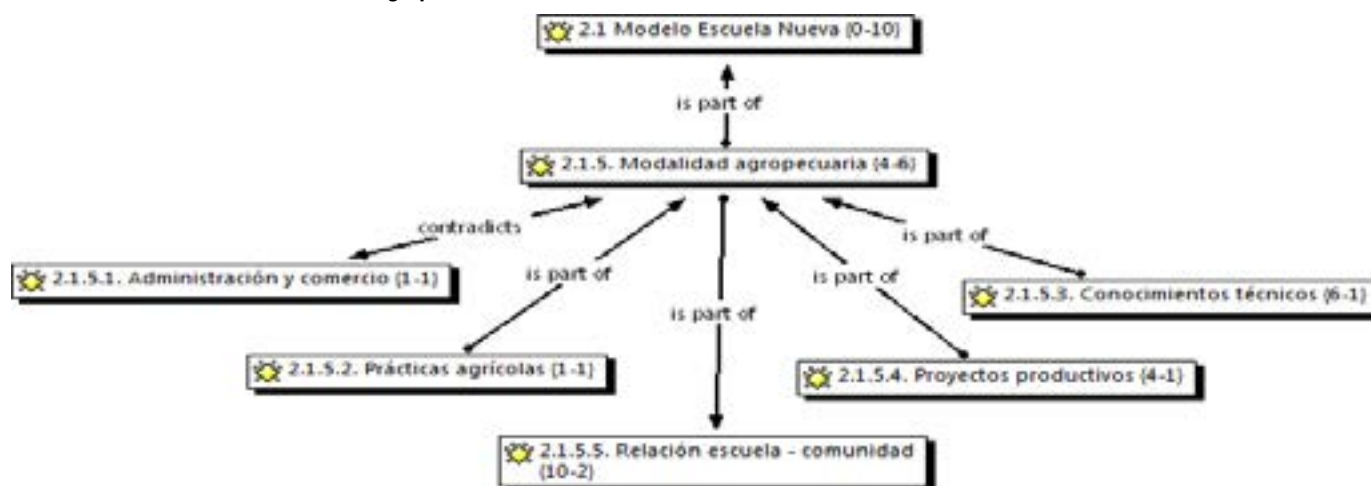 2.1 Modelo Escuela Nueva (0-10)
is part of
2.1.5. Modalidad agropecuaria (4-6)
contradicts
is part of
2.1.5.1. Administración y comercio (1-1)
is part of
is part of
2.1.5.3. Conocimientos técnicos (6-1)
is part of
2.1.5.2. Prácticas agrícolas (1-1)
2.1.5.4. Proyectos productivos (4-1)
2.1.5.5. Relación escuela - comunidad
(10-2)